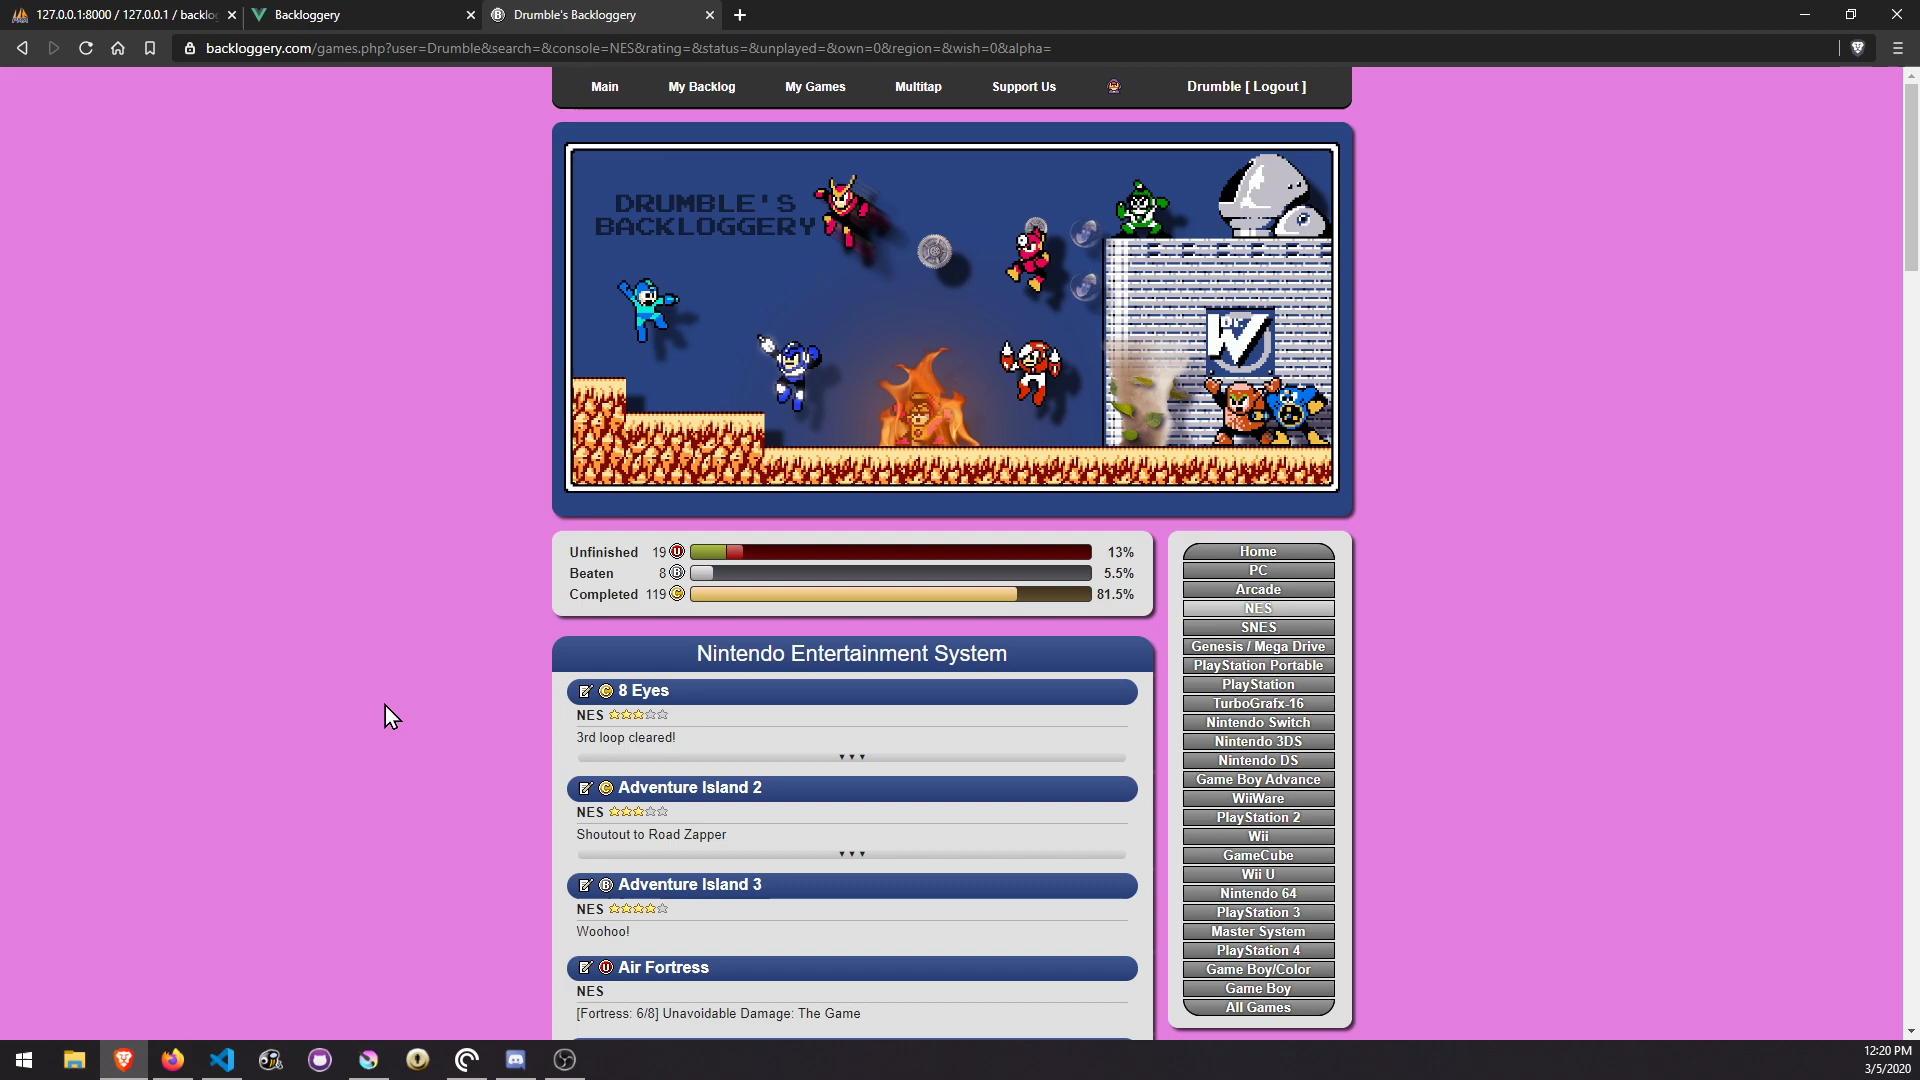 127.0.0.1:8000 / 127.0.0.1 / backlog
Backloggery
Drumble's Backloggery
backloggery.com/games.php?user=Drumble&search=&console=NES&rating=&status=&unplayed=&own=0&region=&wish=0&alpha=
Main
My Backlog
My Games
Multitap
Support Us
Drumble [ Logout ]
DRUMBLE'S
BACKLOGGERY
DR
W
Unfinished 19 U 13%
Beaten 8 B 5.5%
Completed 119 C 81.5%
Nintendo Entertainment System
C 8 Eyes
NES
3rd loop cleared!
C Adventure Island 2
NES
Shoutout to Road Zapper
B Adventure Island 3
NES
Woohoo!
U Air Fortress
NES
[Fortress: 6/8] Unavoidable Damage: The Game
Home
PC
Arcade
NES
SNES
Genesis / Mega Drive
PlayStation Portable
PlayStation
TurboGrafx-16
Nintendo Switch
Nintendo 3DS
Nintendo DS
Game Boy Advance
WiiWare
PlayStation 2
Wii
GameCube
Wii U
Nintendo 64
PlayStation 3
Master System
PlayStation 4
Game Boy/Color
Game Boy
All Games
12:20 PM
3/5/2020